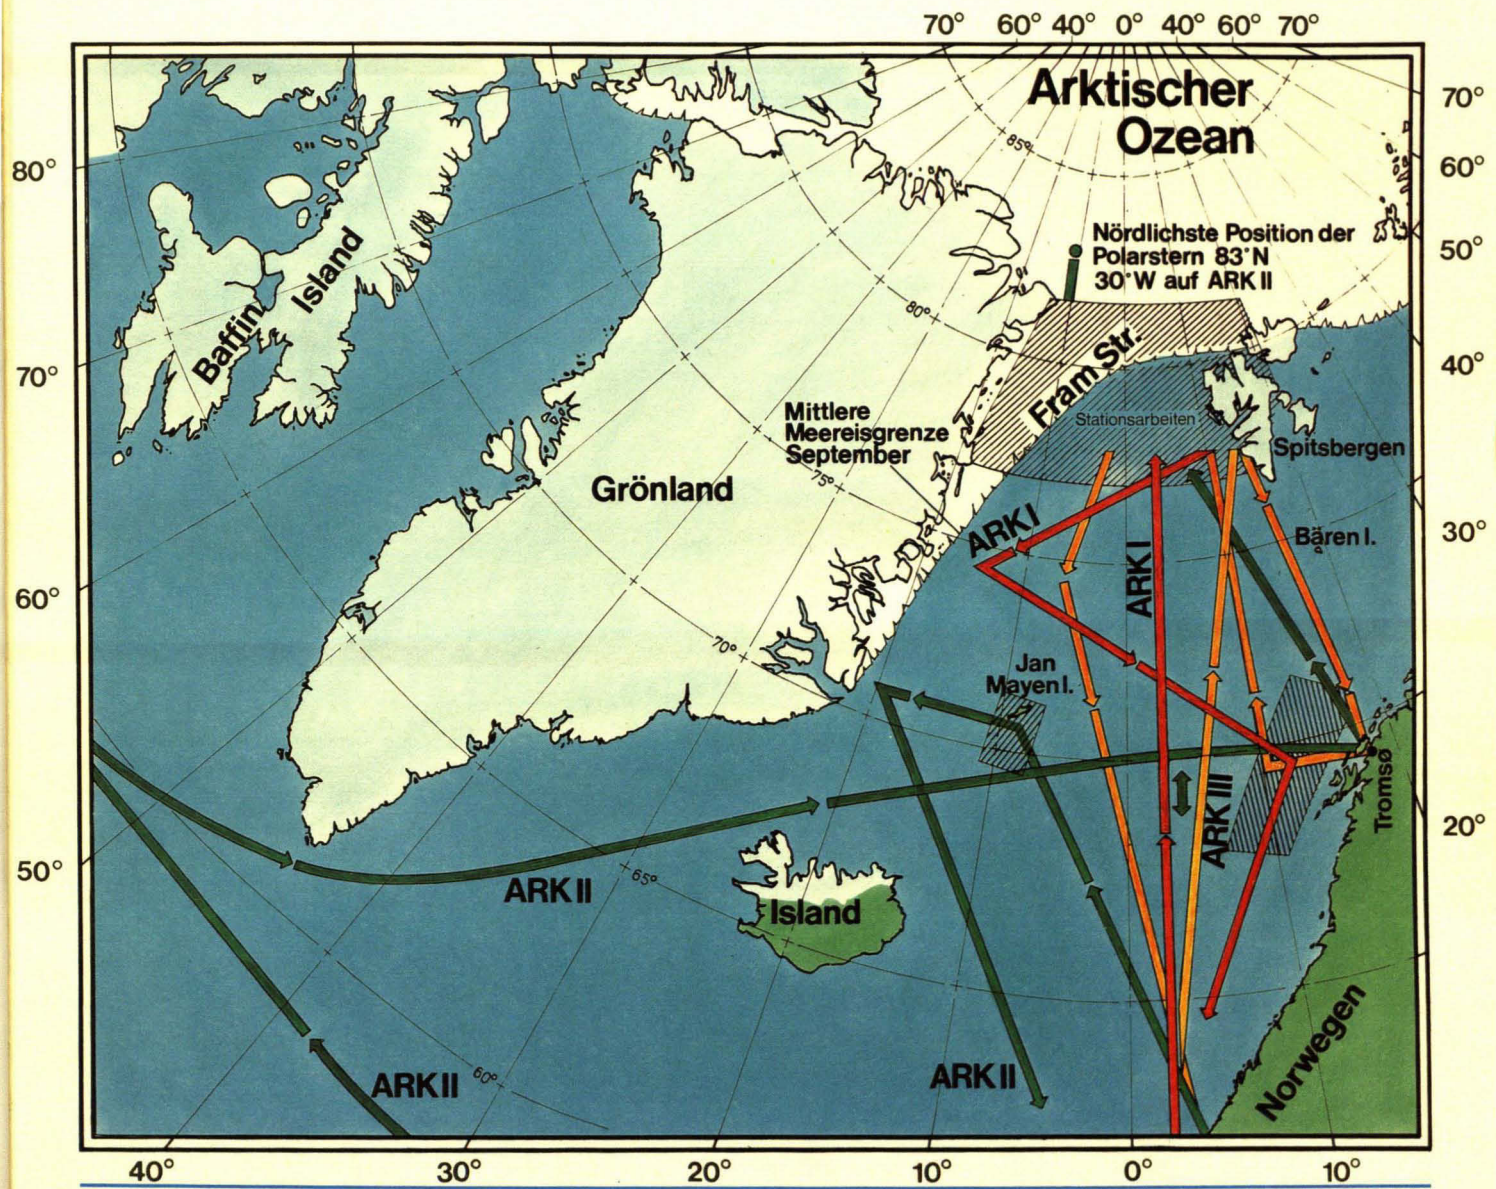 70° 60° 40° 0° 40° 60° 70°
Arktischer
Ozean
85°
70°
60°
50°
40°
30°
20°
80°
70°
60°
50°
Nördlichste Position der
Polarstern 83°N
30°W auf ARK II
Baffin
Island
80°
Fram Str.
Stationsarbeiten
Mittlere
Meereisgrenze
September
Spitsbergen
75°
Grönland
ARK I
Bären I.
ARK I
70°
Jan
Mayen I.
Tromsø
ARK III
65°
ARK II
Island
60°
ARK II
ARK II
Norwegen
40° 30° 20° 10° 0° 10°